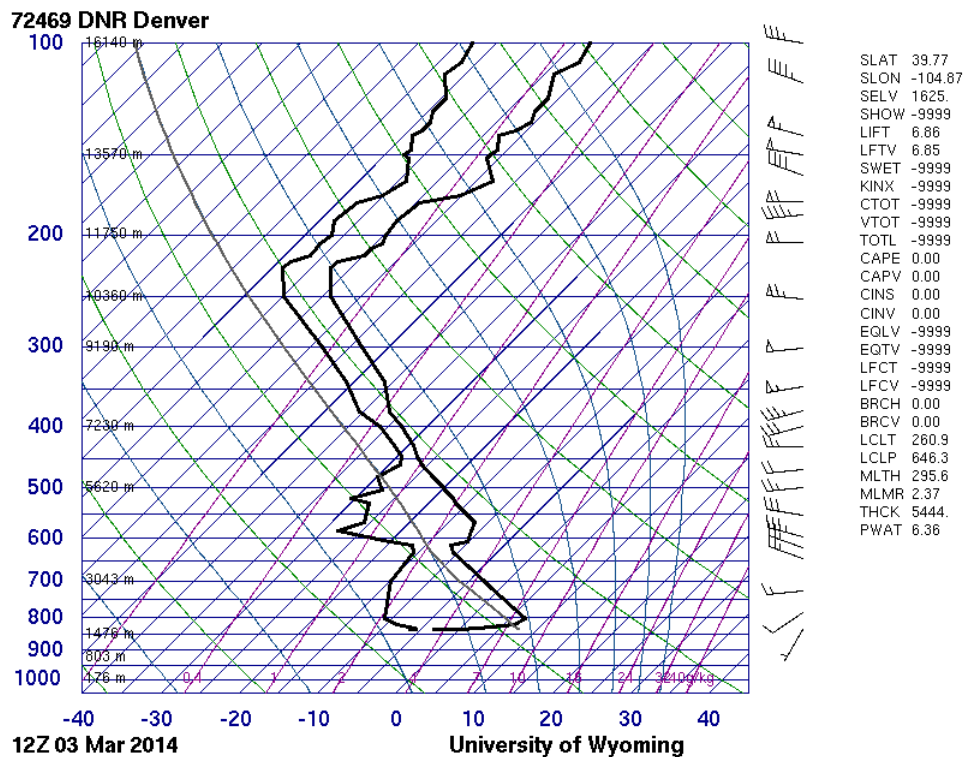 72469 DNR Denver
100 16140 m
13570 m
200 11750 m
10360 m
300 9190 m
400 7230 m
500 5620 m
600
700 3043 m
800
1476 m
900
803 m
1000 176 m
0.4 1 2 4 7 10 16 24 32 40g/kg
-40 -30 -20 -10 0 10 20 30 40
12Z 03 Mar 2014 University of Wyoming
SLAT 39.77
SLON -104.87
SELV 1625.
SHOW -9999
LIFT 6.86
LFTV 6.85
SWET -9999
KINX -9999
CTOT -9999
VTOT -9999
TOTL -9999
CAPE 0.00
CAPV 0.00
CINS 0.00
CINV 0.00
EQLV -9999
EQTV -9999
LFCT -9999
LFCV -9999
BRCH 0.00
BRCV 0.00
LCLT 260.9
LCLP 646.3
MLTH 295.6
MLMR 2.37
THCK 5444.
PWAT 6.36